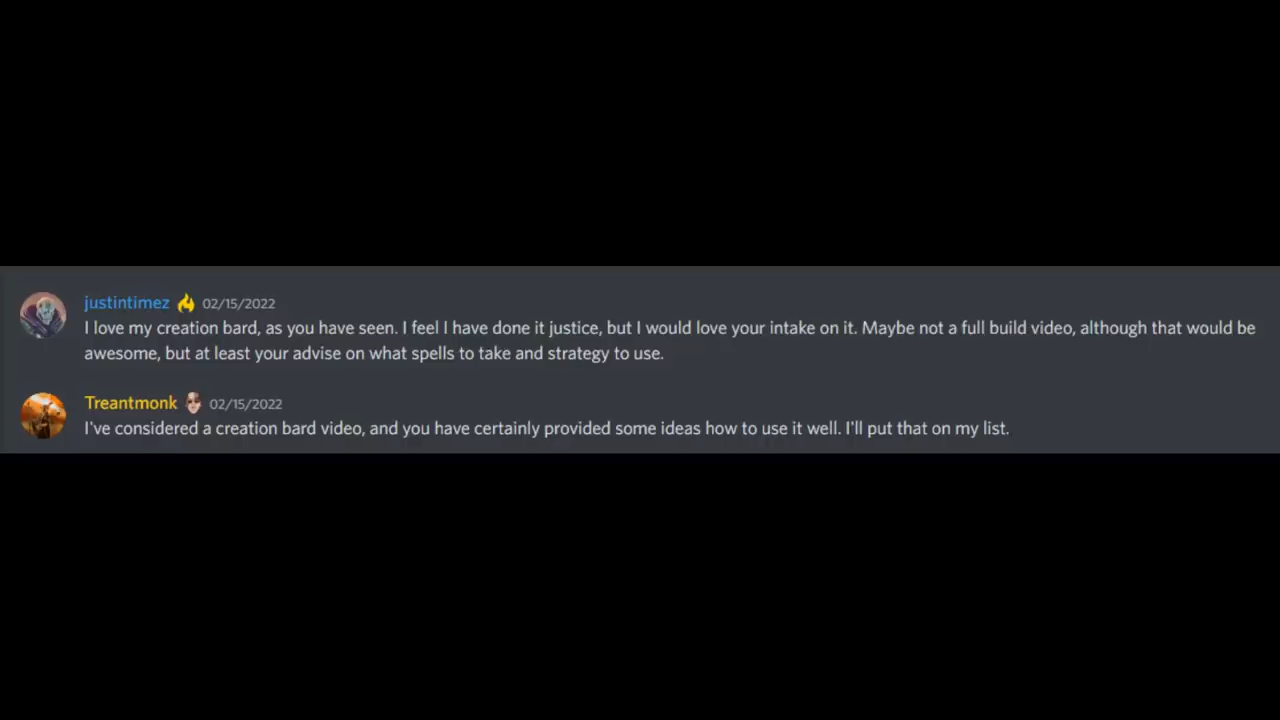 justintimez 02/15/2022
I love my creation bard, as you have seen. I feel I have done it justice, but I would love your intake on it. Maybe not a full build video, although that would be
awesome, but at least your advise on what spells to take and strategy to use.
Treantmonk 02/15/2022
I've considered a creation bard video, and you have certainly provided some ideas how to use it well. I'll put that on my list.